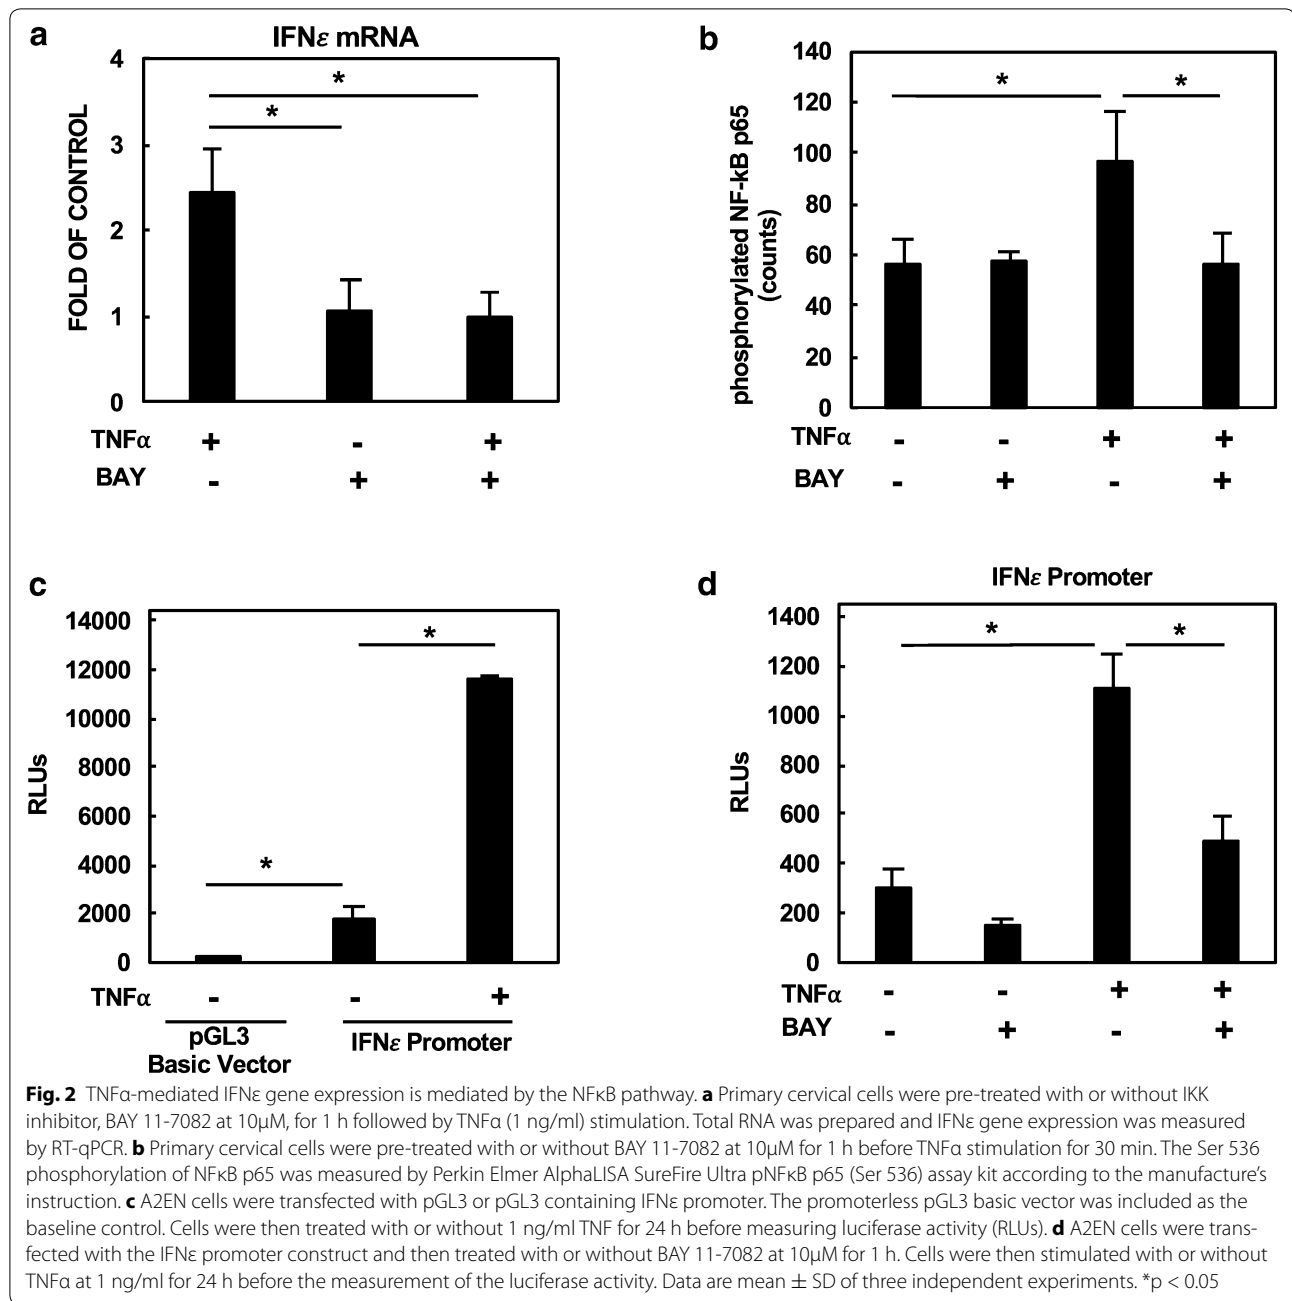 a
IFNε mRNA
FOLD OF CONTROL
4
3
2
1
0
*
*
TNFα + - +
BAY - + +
b
phosphorylated NF-kB p65
(counts)
140
120
100
80
60
40
20
0
* *
TNFα - - + +
BAY - + - +
c
RLUs
14000
12000
10000
8000
6000
4000
2000
0
*
*
TNFα - - +
pGL3
Basic Vector
IFNε Promoter
d
IFNε Promoter
RLUs
1400
1200
1000
800
600
400
200
0
* *
TNFα - - + +
BAY - + - +
Fig. 2 TNFα-mediated IFNε gene expression is mediated by the NFκB pathway. a Primary cervical cells were pre-treated with or without IKK
inhibitor, BAY 11-7082 at 10μM, for 1 h followed by TNFα (1 ng/ml) stimulation. Total RNA was prepared and IFNε gene expression was measured
by RT-qPCR. b Primary cervical cells were pre-treated with or without BAY 11-7082 at 10μM for 1 h before TNFα stimulation for 30 min. The Ser 536
phosphorylation of NFκB p65 was measured by Perkin Elmer AlphaLISA SureFire Ultra pNFκB p65 (Ser 536) assay kit according to the manufacture's
instruction. c A2EN cells were transfected with pGL3 or pGL3 containing IFNε promoter. The promoterless pGL3 basic vector was included as the
baseline control. Cells were then treated with or without 1 ng/ml TNF for 24 h before measuring luciferase activity (RLUs). d A2EN cells were trans-
fected with the IFNε promoter construct and then treated with or without BAY 11-7082 at 10μM for 1 h. Cells were then stimulated with or without
TNFα at 1 ng/ml for 24 h before the measurement of the luciferase activity. Data are mean ± SD of three independent experiments. *p < 0.05